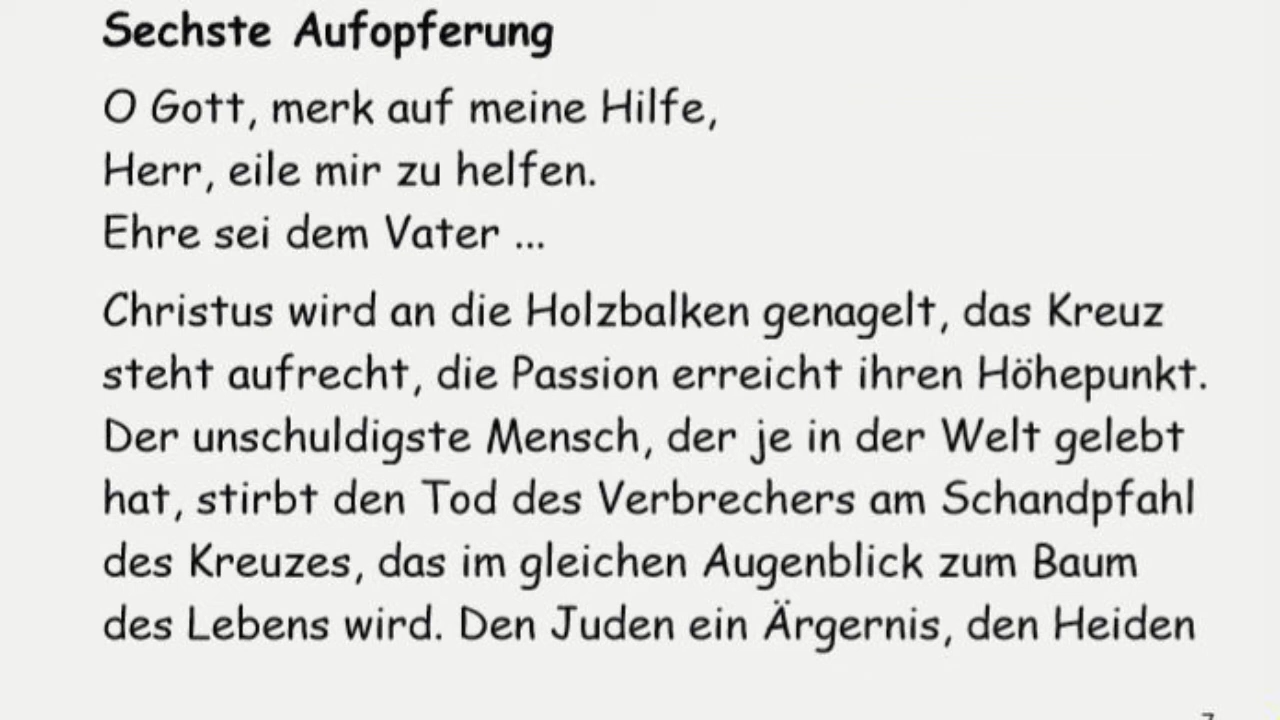 Sechste Aufopferung
O Gott, merk auf meine Hilfe,
Herr, eile mir zu helfen.
Ehre sei dem Vater ...
Christus wird an die Holzbalken genagelt, das Kreuz
steht aufrecht, die Passion erreicht ihren Höhepunkt.
Der unschuldigste Mensch, der je in der Welt gelebt
hat, stirbt den Tod des Verbrechers am Schandpfahl
des Kreuzes, das im gleichen Augenblick zum Baum
des Lebens wird. Den Juden ein Ärgernis, den Heiden